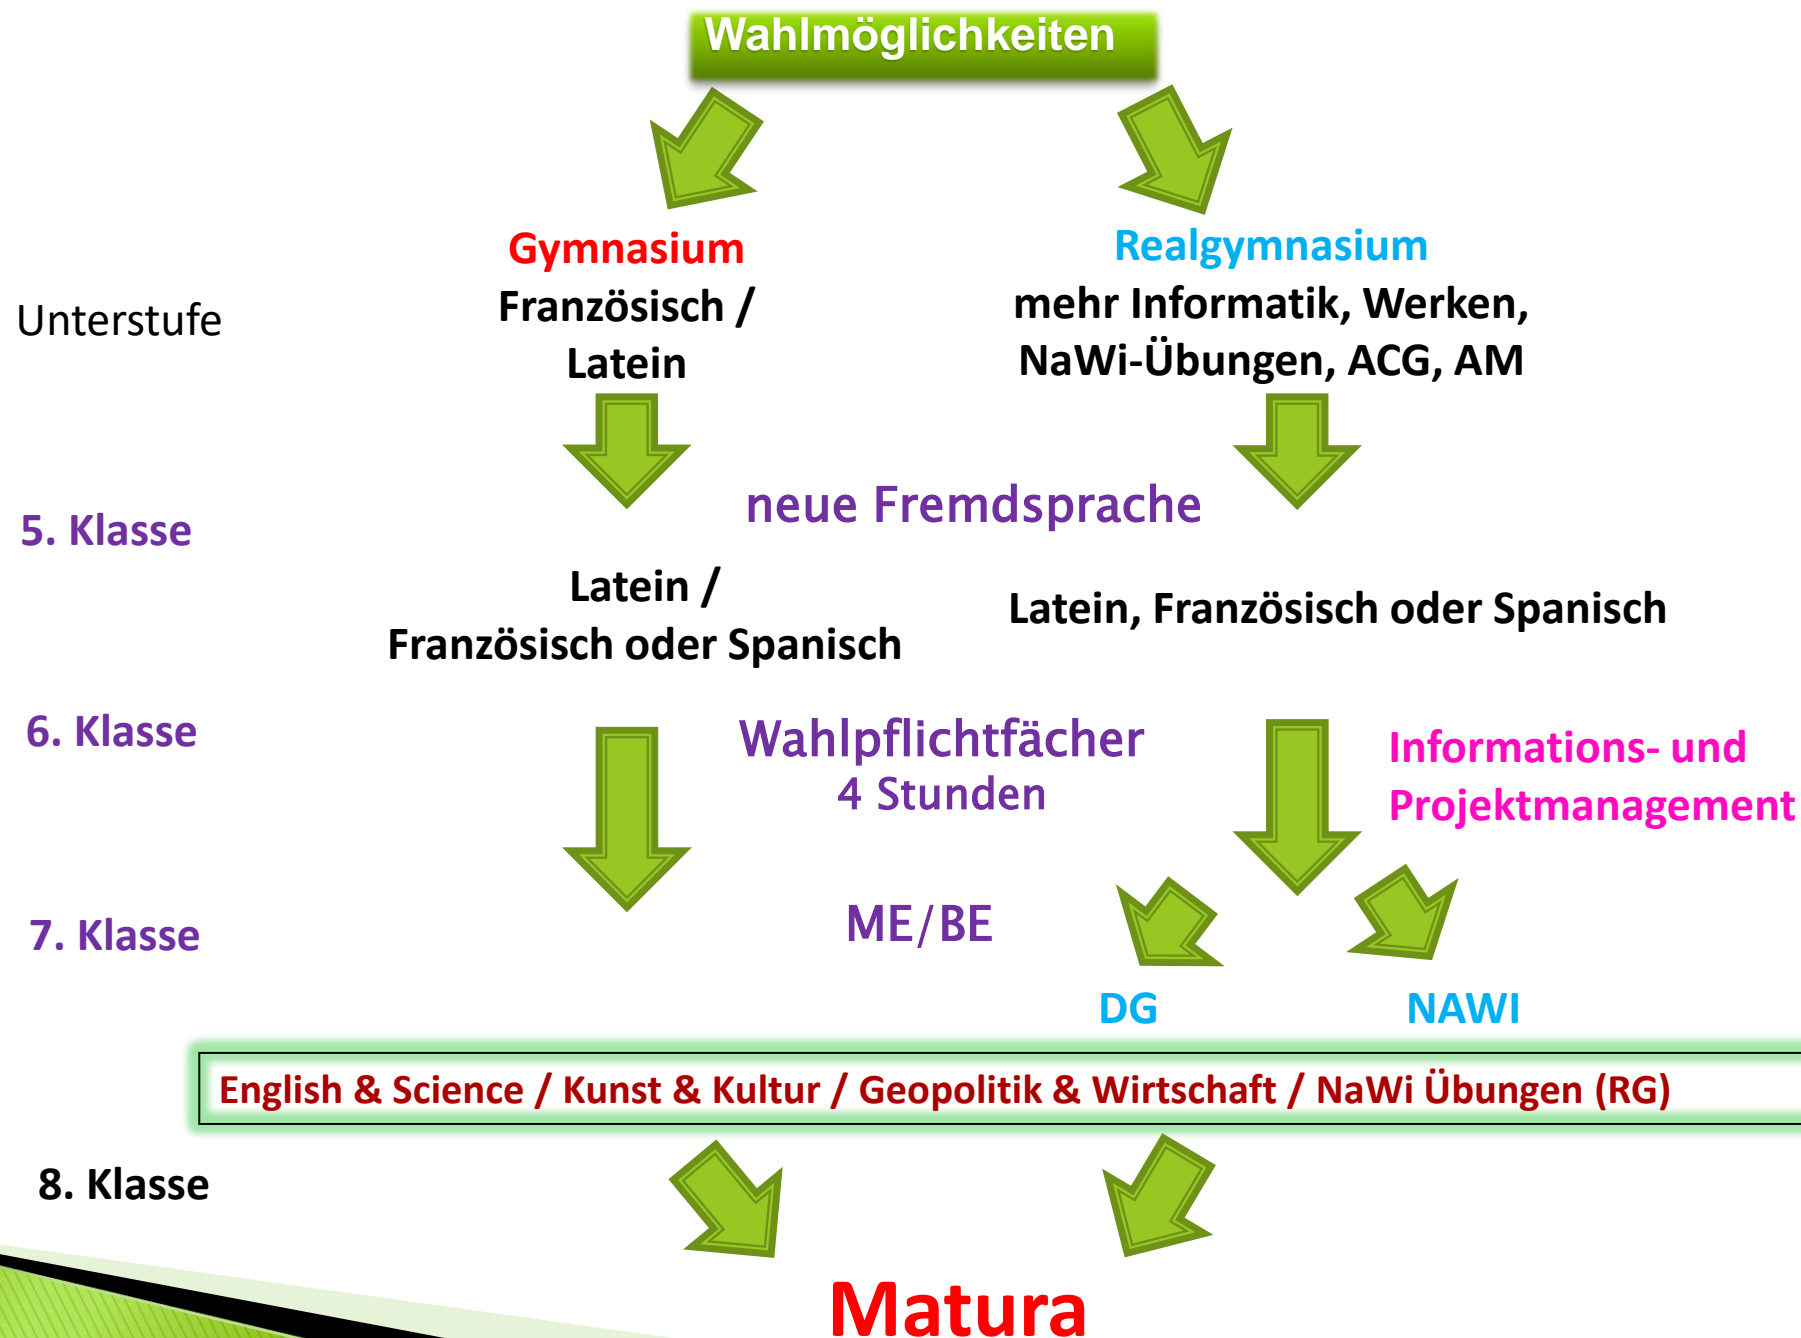 Wahlmöglichkeiten
Gymnasium
Realgymnasium
Unterstufe
Französisch /
Latein
mehr Informatik, Werken,
NaWi-Übungen, ACG, AM
5. Klasse
neue Fremdsprache
Latein /
Französisch oder Spanisch
Latein, Französisch oder Spanisch
6. Klasse
Wahlpflichtfächer
4 Stunden
Informations- und
Projektmanagement
7. Klasse
ME/BE
DG
NAWI
English & Science / Kunst & Kultur / Geopolitik & Wirtschaft / NaWi Übungen (RG)
8. Klasse
Matura